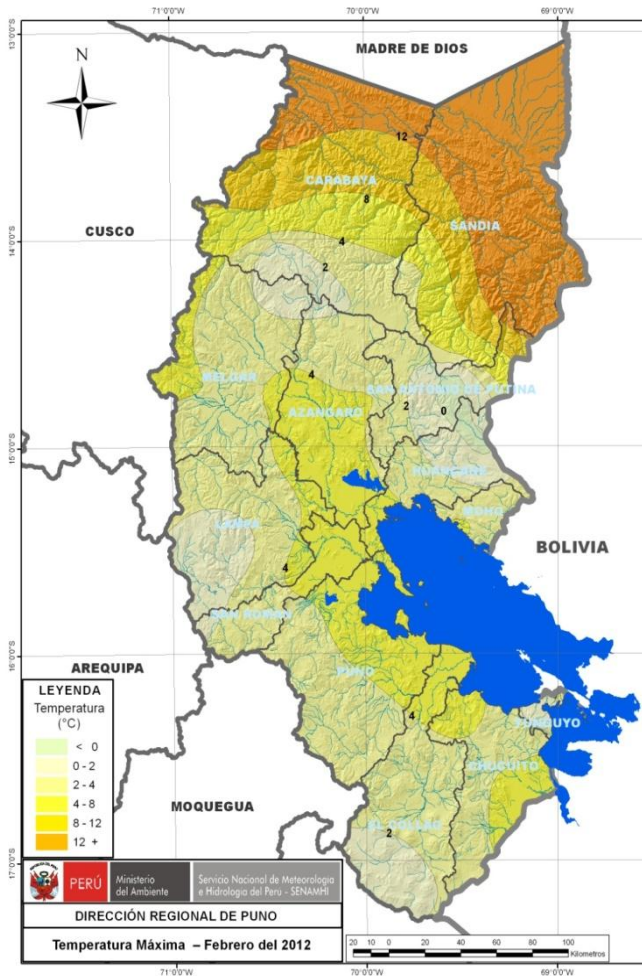 71°0'0"W
70°0'0"W
69°0'0"W
13°0'0"S
MADRE DE DIOS
N
12
CARABAYA
8
SANDIA
CUSCO
4
14°0'0"S
2
MELGAR
4
SAN ANTONIO DE PUTINA
AZANGARO
2
0
15°0'0"S
HUANCANE
MOHO
LAMPA
BOLIVIA
4
SAN ROMAN
16°0'0"S
AREQUIPA
PUNO
LEYENDA
Temperatura
(°C)
< 0
0 - 2
2 - 4
4 - 8
8 - 12
12 +
4
YUNGUYO
CHUCUITO
MOQUEGUA
EL COLLAO
2
17°0'0"S
PERÚ
Ministerio
del Ambiente
Servicio Nacional de Meteorología
e Hidrología del Perú - SENAMHI
DIRECCIÓN REGIONAL DE PUNO
Temperatura Máxima – Febrero del 2012
20 10 0 20 40 60 80 100
Kilometros
71°0'0"W
70°0'0"W
69°0'0"W